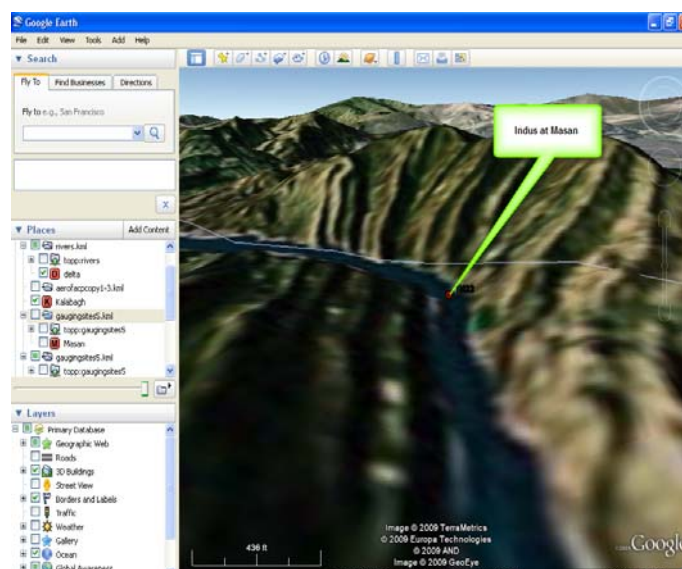 Google Earth
File Edit View Tools Add Help
Search
Fly To Find Businesses Directions
Fly to e.g., San Francisco
Places Add Content
rivers.kml
topp:rivers
delta
aerofacpcopy1-3.kml
Kalabagh
gaugingsites5.kml
topp:gaugingsites5
Masan
gaugingsites5.kml
topp:gaugingsites5
Layers
Primary Database
Geographic Web
Roads
3D Buildings
Street View
Borders and Labels
Traffic
Weather
Gallery
Ocean
Global Awareness
Indus at Masan
436 ft
Image © 2009 TerraMetrics
© 2009 Europa Technologies
© 2009 AND
Image © 2009 GeoEye
Google